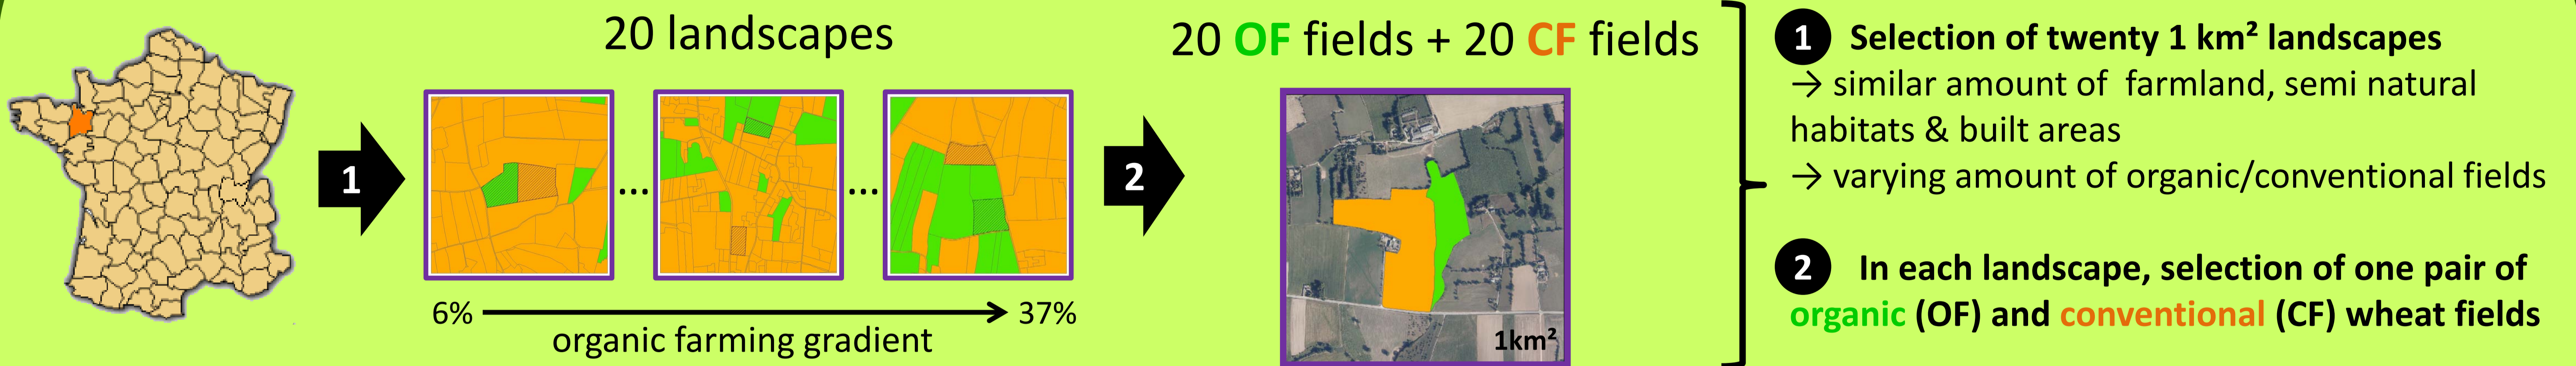 20 landscapes
20 OF fields + 20 CF fields
1
...
...
2
6%
37%
organic farming gradient
1km²
1 Selection of twenty 1 km² landscapes
→ similar amount of farmland, semi natural
habitats & built areas
→ varying amount of organic/conventional fields
2 In each landscape, selection of one pair of
organic (OF) and conventional (CF) wheat fields